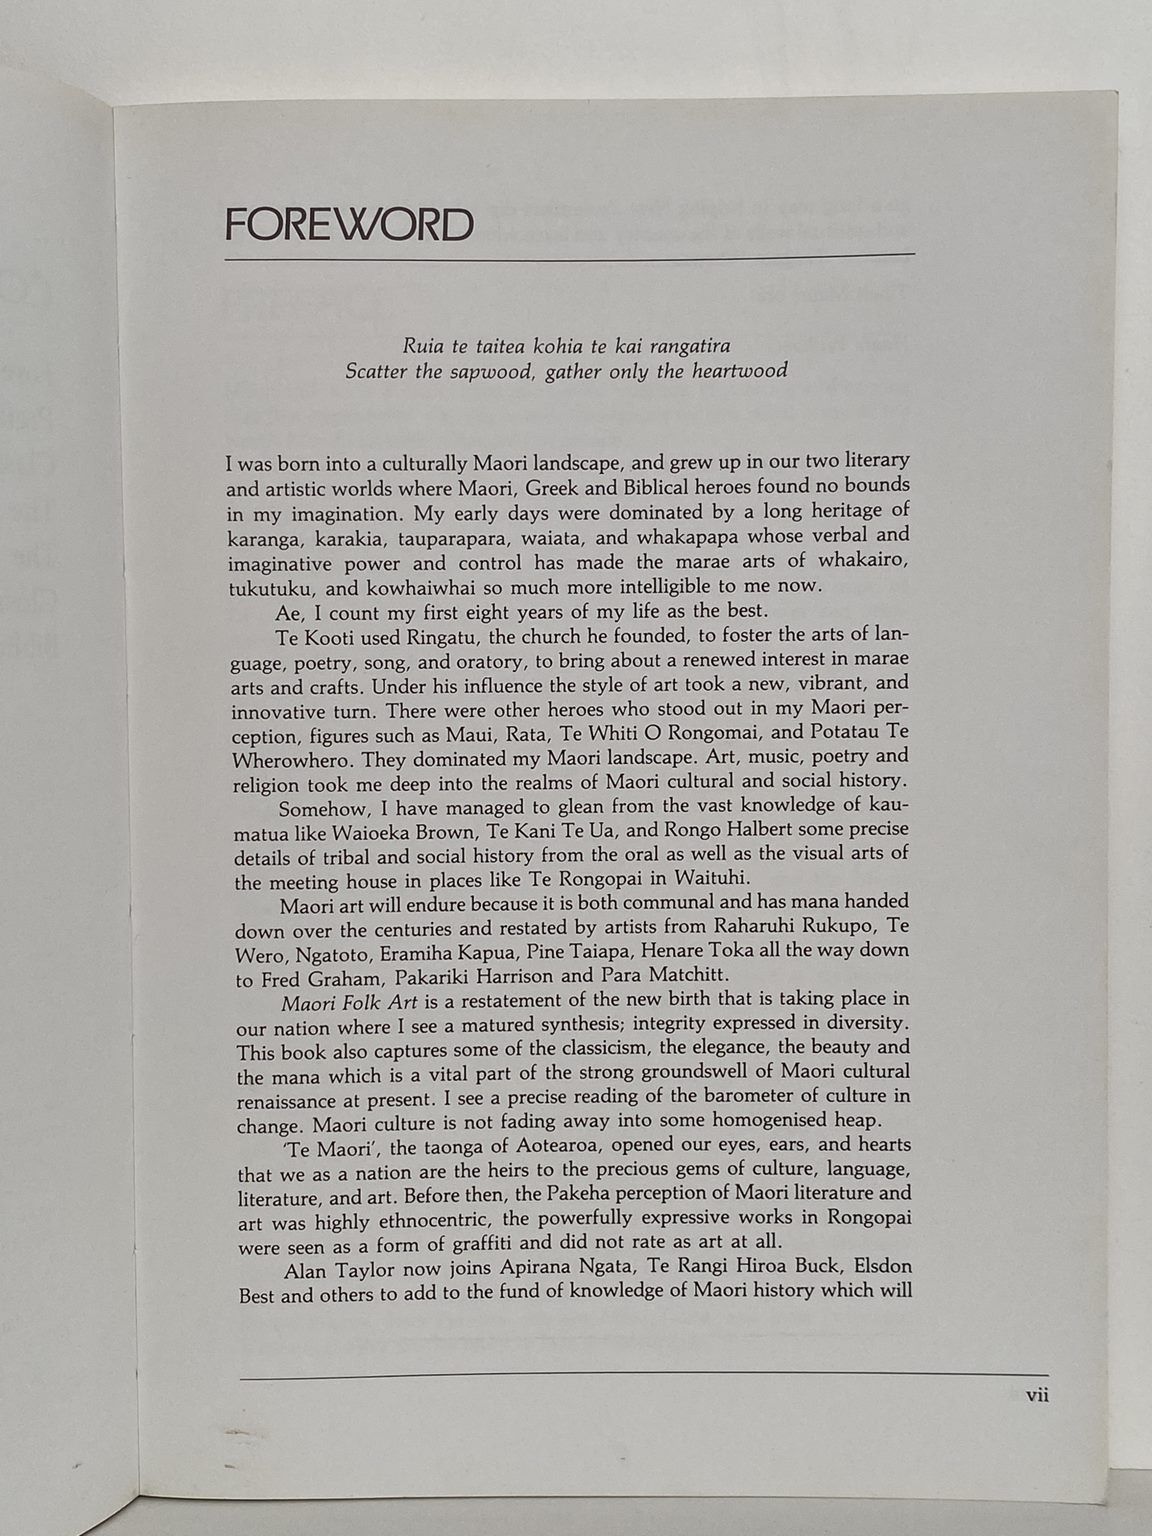 FOREWORD
Ruia te taitea kohia te kai rangatira
Scatter the sapwood, gather only the heartwood
I was born into a culturally Maori landscape, and grew up in our two literary
and artistic worlds where Maori, Greek and Biblical heroes found no bounds
in my imagination. My early days were dominated by a long heritage of
karanga, karakia, tauparapara, waiata, and whakapapa whose verbal and
imaginative power and control has made the marae arts of whakairo,
tukutuku, and kowhaiwhai so much more intelligible to me now.
Ae, I count my first eight years of my life as the best.
Te Kooti used Ringatu, the church he founded, to foster the arts of lan-
guage, poetry, song, and oratory, to bring about a renewed interest in marae
arts and crafts. Under his influence the style of art took a new, vibrant, and
innovative turn. There were other heroes who stood out in my Maori per-
ception, figures such as Maui, Rata, Te Whiti O Rongomai, and Potatau Te
Wherowhero. They dominated my Maori landscape. Art, music, poetry and
religion took me deep into the realms of Maori cultural and social history.
Somehow, I have managed to glean from the vast knowledge of kau-
matua like Waioeka Brown, Te Kani Te Ua, and Rongo Halbert some precise
details of tribal and social history from the oral as well as the visual arts of
the meeting house in places like Te Rongopai in Waituhi.
Maori art will endure because it is both communal and has mana handed
down over the centuries and restated by artists from Raharuhi Rukupo, Te
Wero, Ngatoto, Eramiha Kapua, Pine Taiapa, Henare Toka all the way down
to Fred Graham, Pakariki Harrison and Para Matchitt.
Maori Folk Art is a restatement of the new birth that is taking place in
our nation where I see a matured synthesis; integrity expressed in diversity.
This book also captures some of the classicism, the elegance, the beauty and
the mana which is a vital part of the strong groundswell of Maori cultural
renaissance at present. I see a precise reading of the barometer of culture in
change. Maori culture is not fading away into some homogenised heap.
'Te Maori', the taonga of Aotearoa, opened our eyes, ears, and hearts
that we as a nation are the heirs to the precious gems of culture, language,
literature, and art. Before then, the Pakeha perception of Maori literature and
art was highly ethnocentric, the powerfully expressive works in Rongopai
were seen as a form of graffiti and did not rate as art at all.
Alan Taylor now joins Apirana Ngata, Te Rangi Hiroa Buck, Elsdon
Best and others to add to the fund of knowledge of Maori history which will
vii